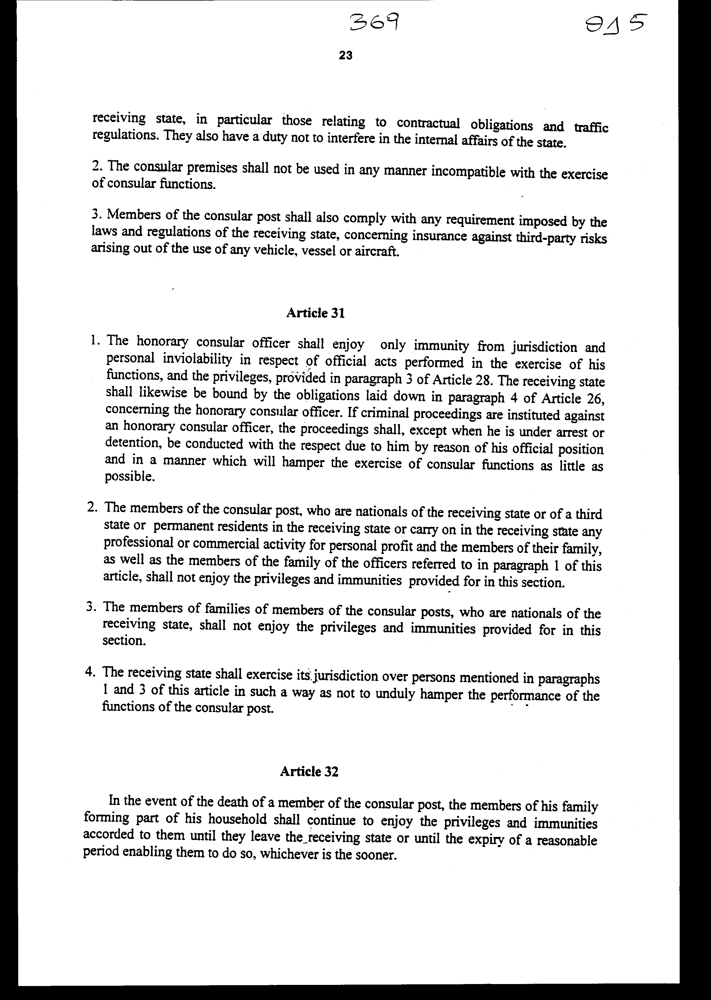 369
815
23
receiving state, in particular those relating to contractual obligations and traffic
regulations. They also have a duty not to interfere in the internal affairs of the state.
2. The consular premises shall not be used in any manner incompatible with the exercise
of consular functions.
3. Members of the consular post shall also comply with any requirement imposed by the
laws and regulations of the receiving state, concerning insurance against third-party risks
arising out of the use of any vehicle, vessel or aircraft.
Article 31
1. The honorary consular officer shall enjoy only immunity from jurisdiction and
personal inviolability in respect of official acts performed in the exercise of his
functions, and the privileges, provided in paragraph 3 of Article 28. The receiving state
shall likewise be bound by the obligations laid down in paragraph 4 of Article 26,
concerning the honorary consular officer. If criminal proceedings are instituted against
an honorary consular officer, the proceedings shall, except when he is under arrest or
detention, be conducted with the respect due to him by reason of his official position
and in a manner which will hamper the exercise of consular functions as little as
possible.
2. The members of the consular post, who are nationals of the receiving state or of a third
state or permanent residents in the receiving state or carry on in the receiving state any
professional or commercial activity for personal profit and the members of their family,
as well as the members of the family of the officers referred to in paragraph 1 of this
article, shall not enjoy the privileges and immunities provided for in this section.
3. The members of families of members of the consular posts, who are nationals of the
receiving state, shall not enjoy the privileges and immunities provided for in this
section.
4. The receiving state shall exercise its jurisdiction over persons mentioned in paragraphs
1 and 3 of this article in such a way as not to unduly hamper the performance of the
functions of the consular post.
Article 32
In the event of the death of a member of the consular post, the members of his family
forming part of his household shall continue to enjoy the privileges and immunities
accorded to them until they leave the receiving state or until the expiry of a reasonable
period enabling them to do so, whichever is the sooner.